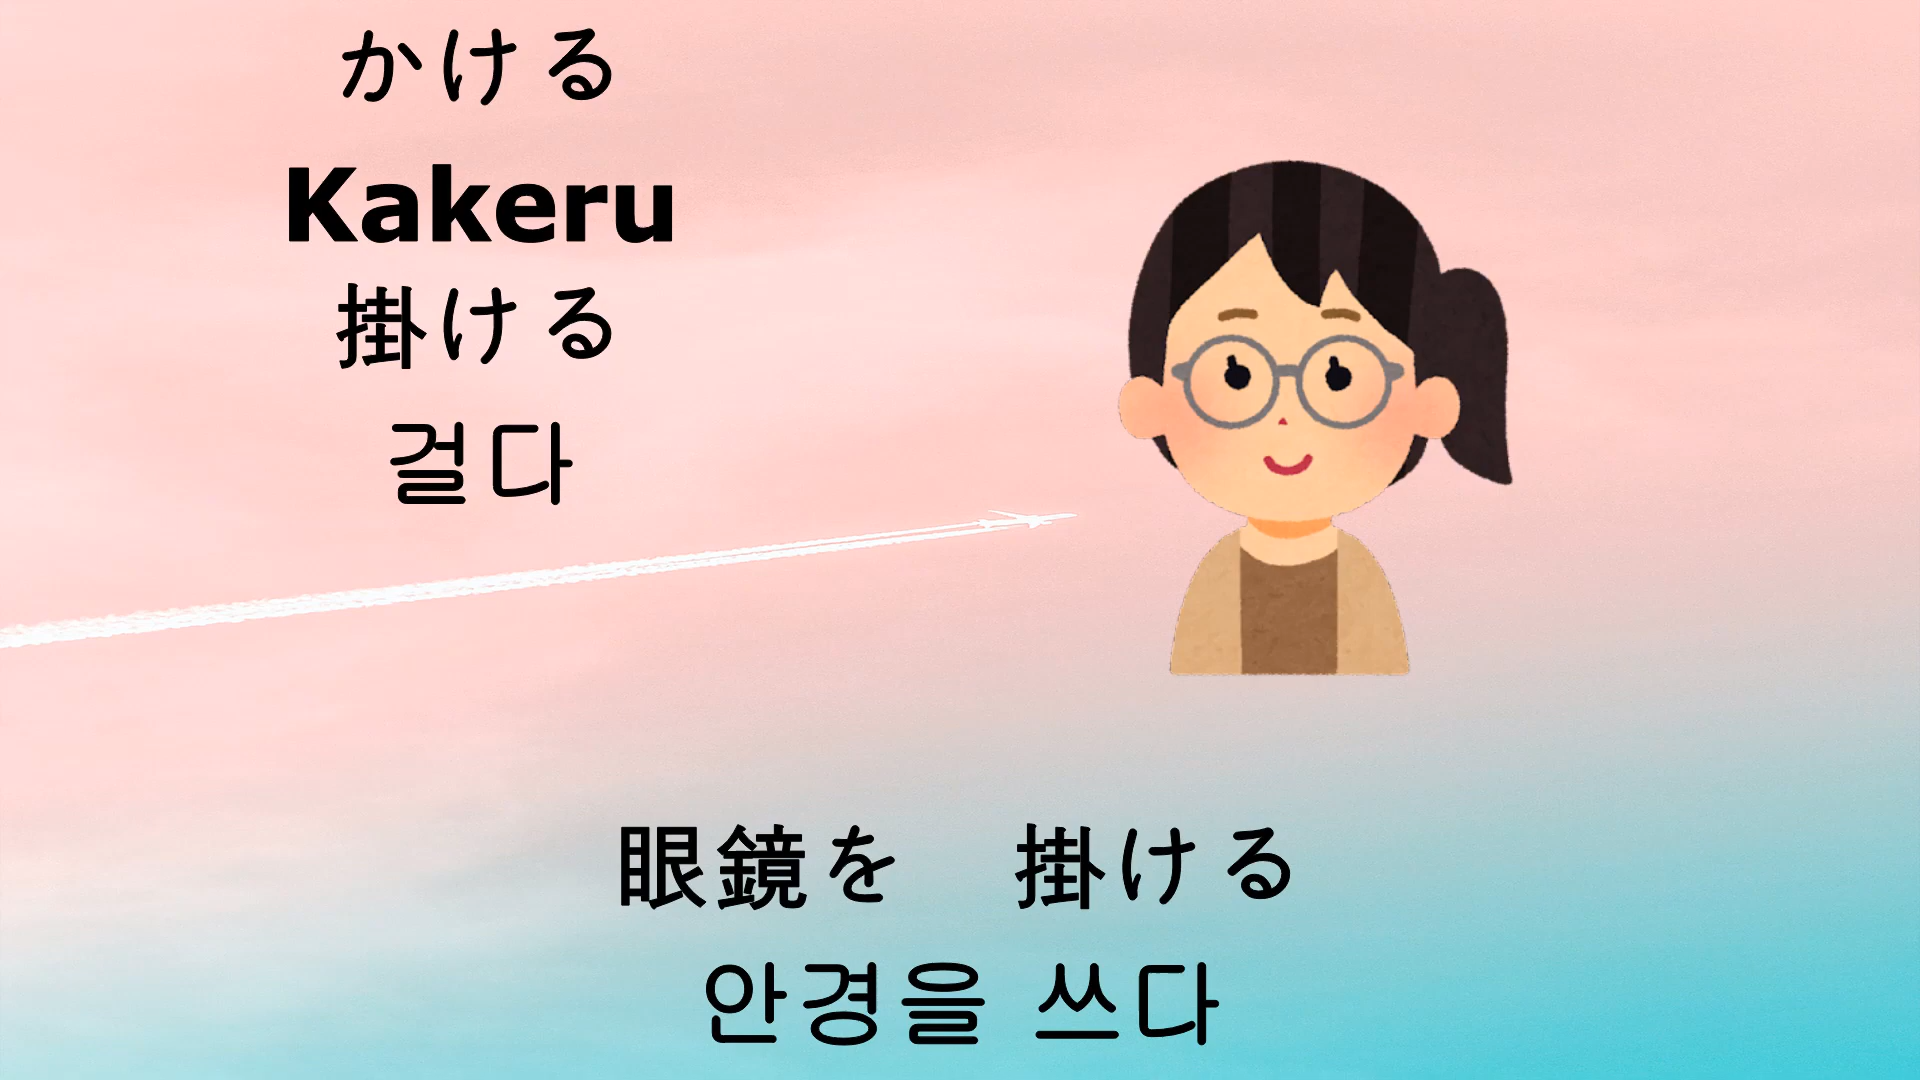 かける
Kakeru
掛ける
걸다
眼鏡を　掛ける
안경을 쓰다